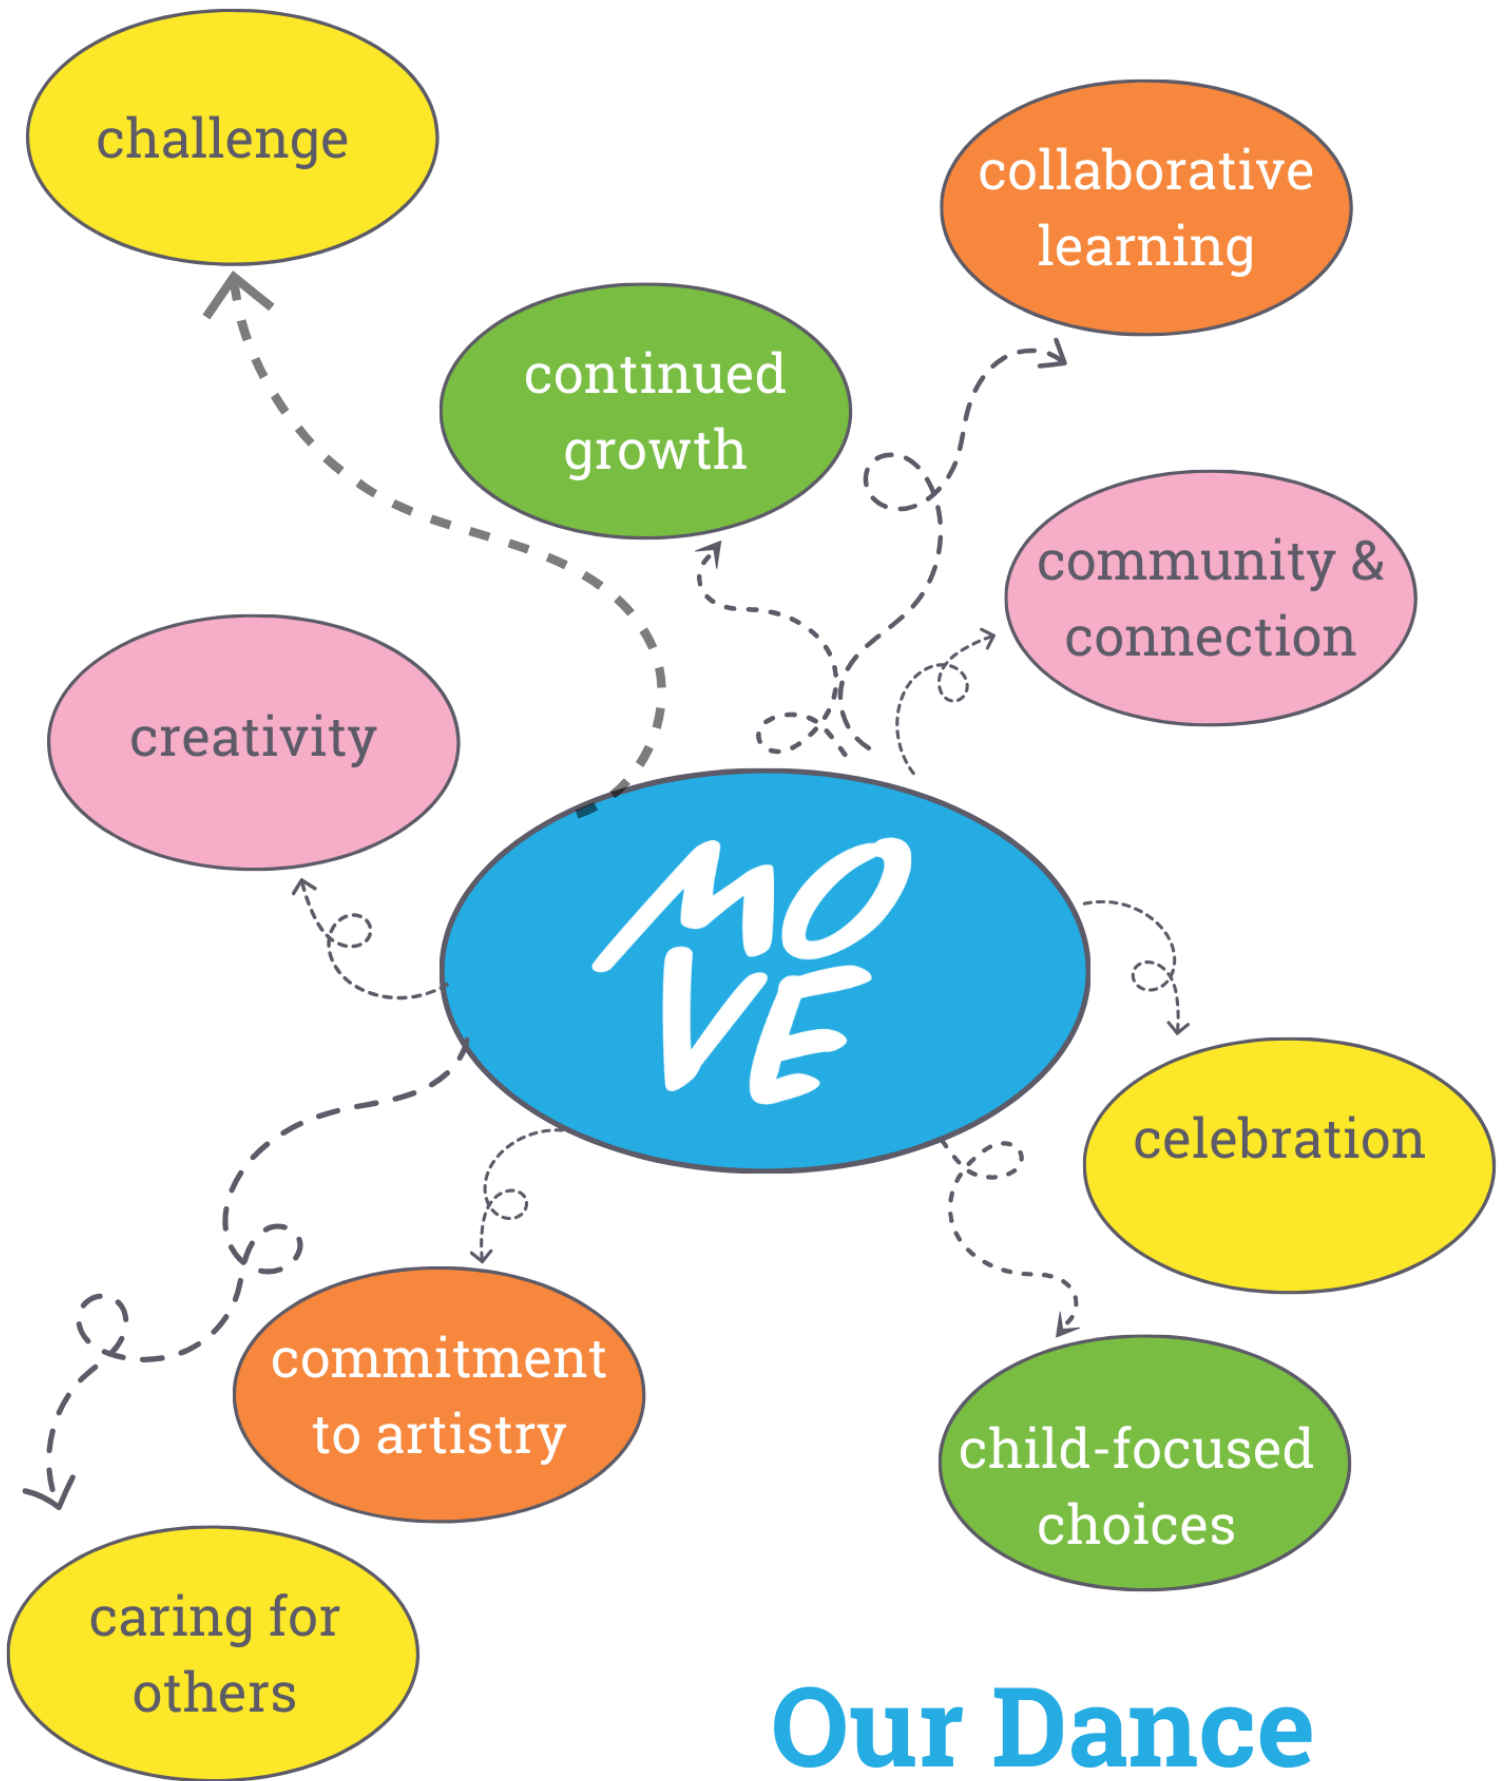 challenge
collaborative
learning
continued
growth
community &
connection
creativity
MO
VE
celebration
commitment
to artistry
child-focused
choices
caring for
others
Our Dance